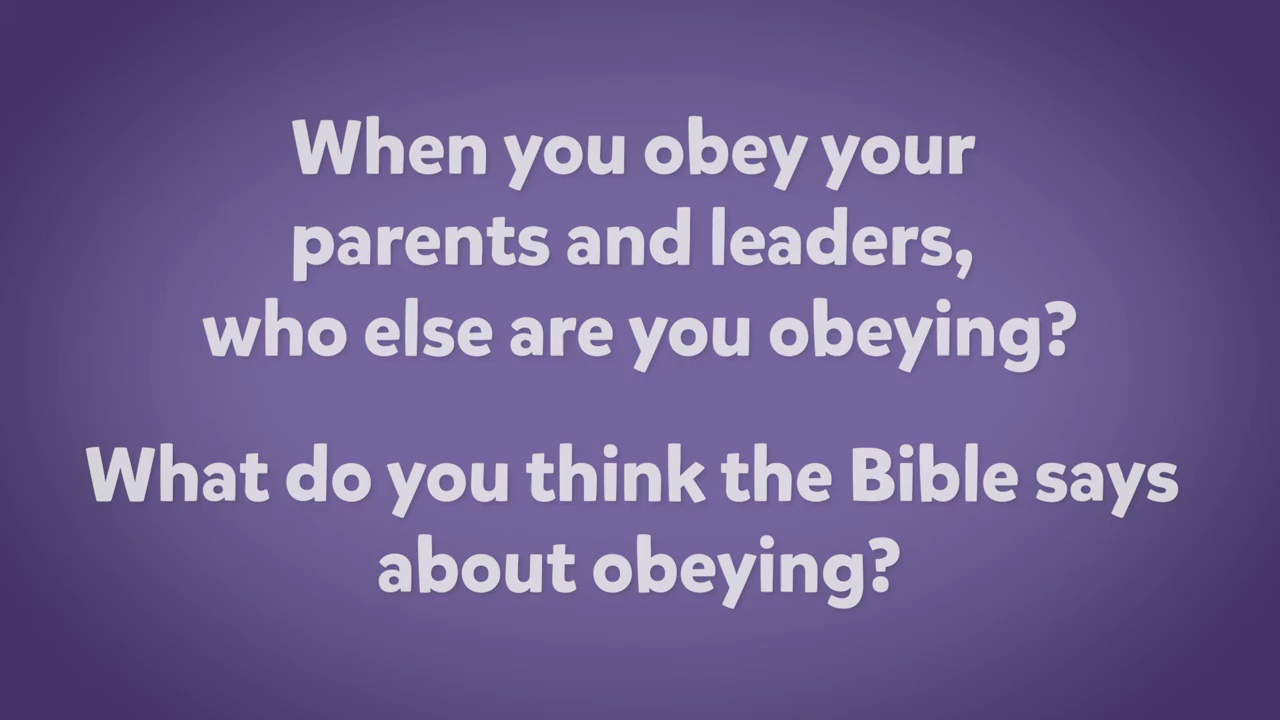 When you obey your
parents and leaders,
who else are you obeying?
What do you think the Bible says
about obeying?